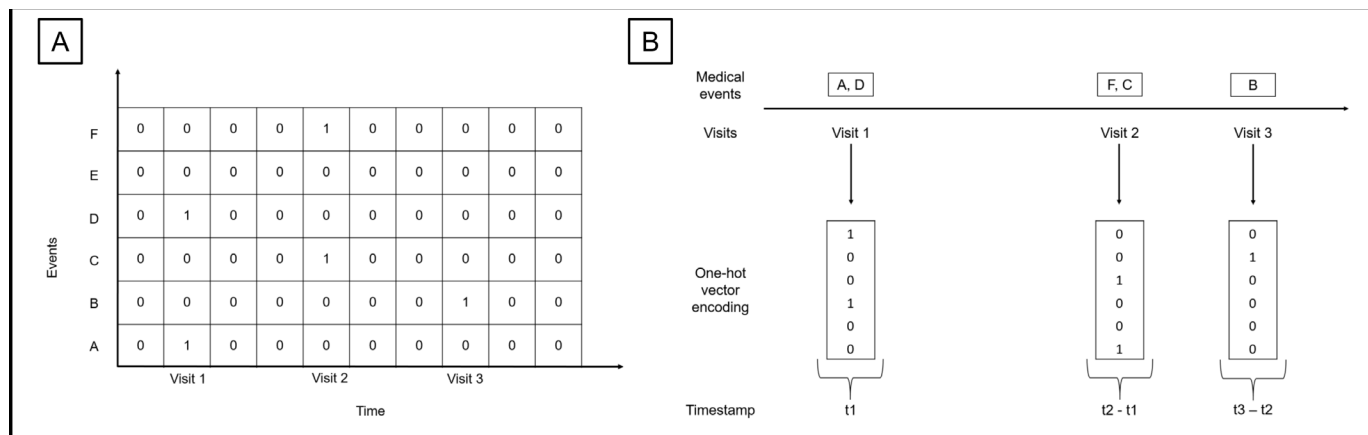 A
F 0 0 0 0 1 0 0 0 0 0
E 0 0 0 0 0 0 0 0 0 0
D 0 1 0 0 0 0 0 0 0 0
C 0 0 0 0 1 0 0 0 0 0
B 0 0 0 0 0 0 0 1 0 0
A 0 1 0 0 0 0 0 0 0 0
Events
Visit 1 Visit 2 Visit 3
Time
B
Medical
events
A, D F, C B
Visits Visit 1 Visit 2 Visit 3
One-hot
vector
encoding
1 0 0
0 0 1
0 1 0
1 0 0
0 0 0
0 1 0
Timestamp t1 t2 - t1 t3 – t2